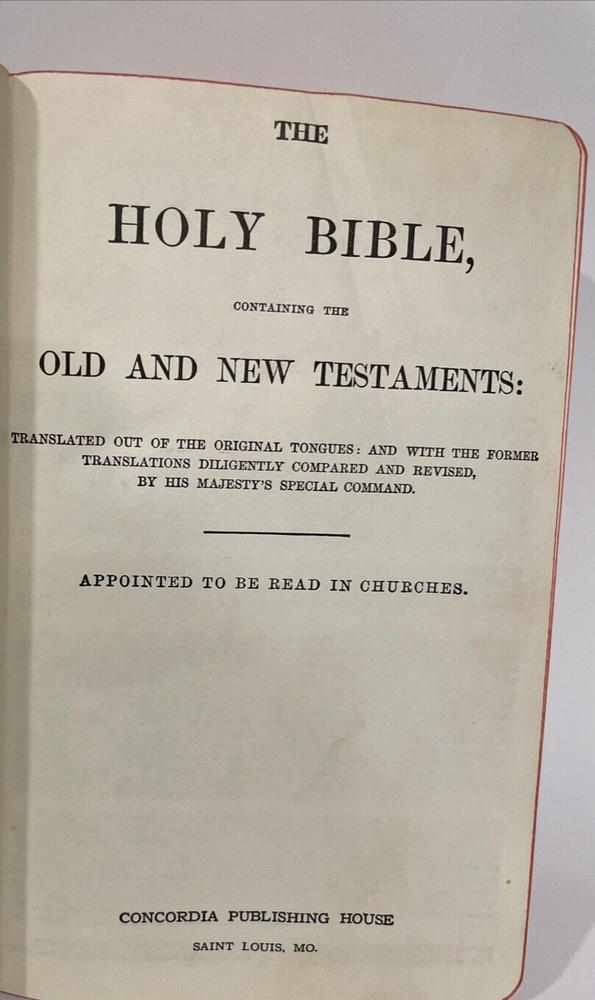 THE
HOLY BIBLE,
CONTAINING THE
OLD AND NEW TESTAMENTS:
TRANSLATED OUT OF THE ORIGINAL TONGUES: AND WITH THE FORMER
TRANSLATIONS DILIGENTLY COMPARED AND REVISED,
BY HIS MAJESTY'S SPECIAL COMMAND.
APPOINTED TO BE READ IN CHURCHES.
CONCORDIA PUBLISHING HOUSE
SAINT LOUIS, MO.